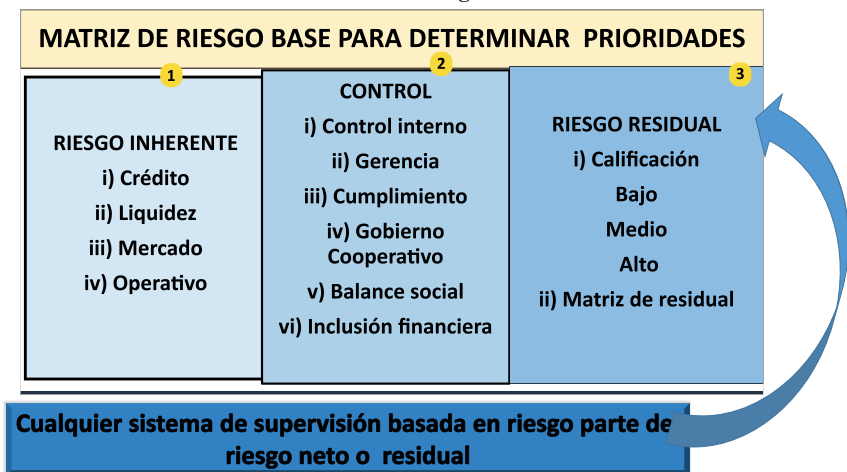 MATRIZ DE RIESGO BASE PARA DETERMINAR PRIORIDADES
1
RIESGO INHERENTE
i) Crédito
ii) Liquidez
iii) Mercado
iv) Operativo
2
CONTROL
i) Control interno
ii) Gerencia
iii) Cumplimiento
iv) Gobierno
Cooperativo
v) Balance social
vi) Inclusión financiera
3
RIESGO RESIDUAL
i) Calificación
Bajo
Medio
Alto
ii) Matriz de residual
Cualquier sistema de supervisión basada en riesgo parte de
riesgo neto o residual